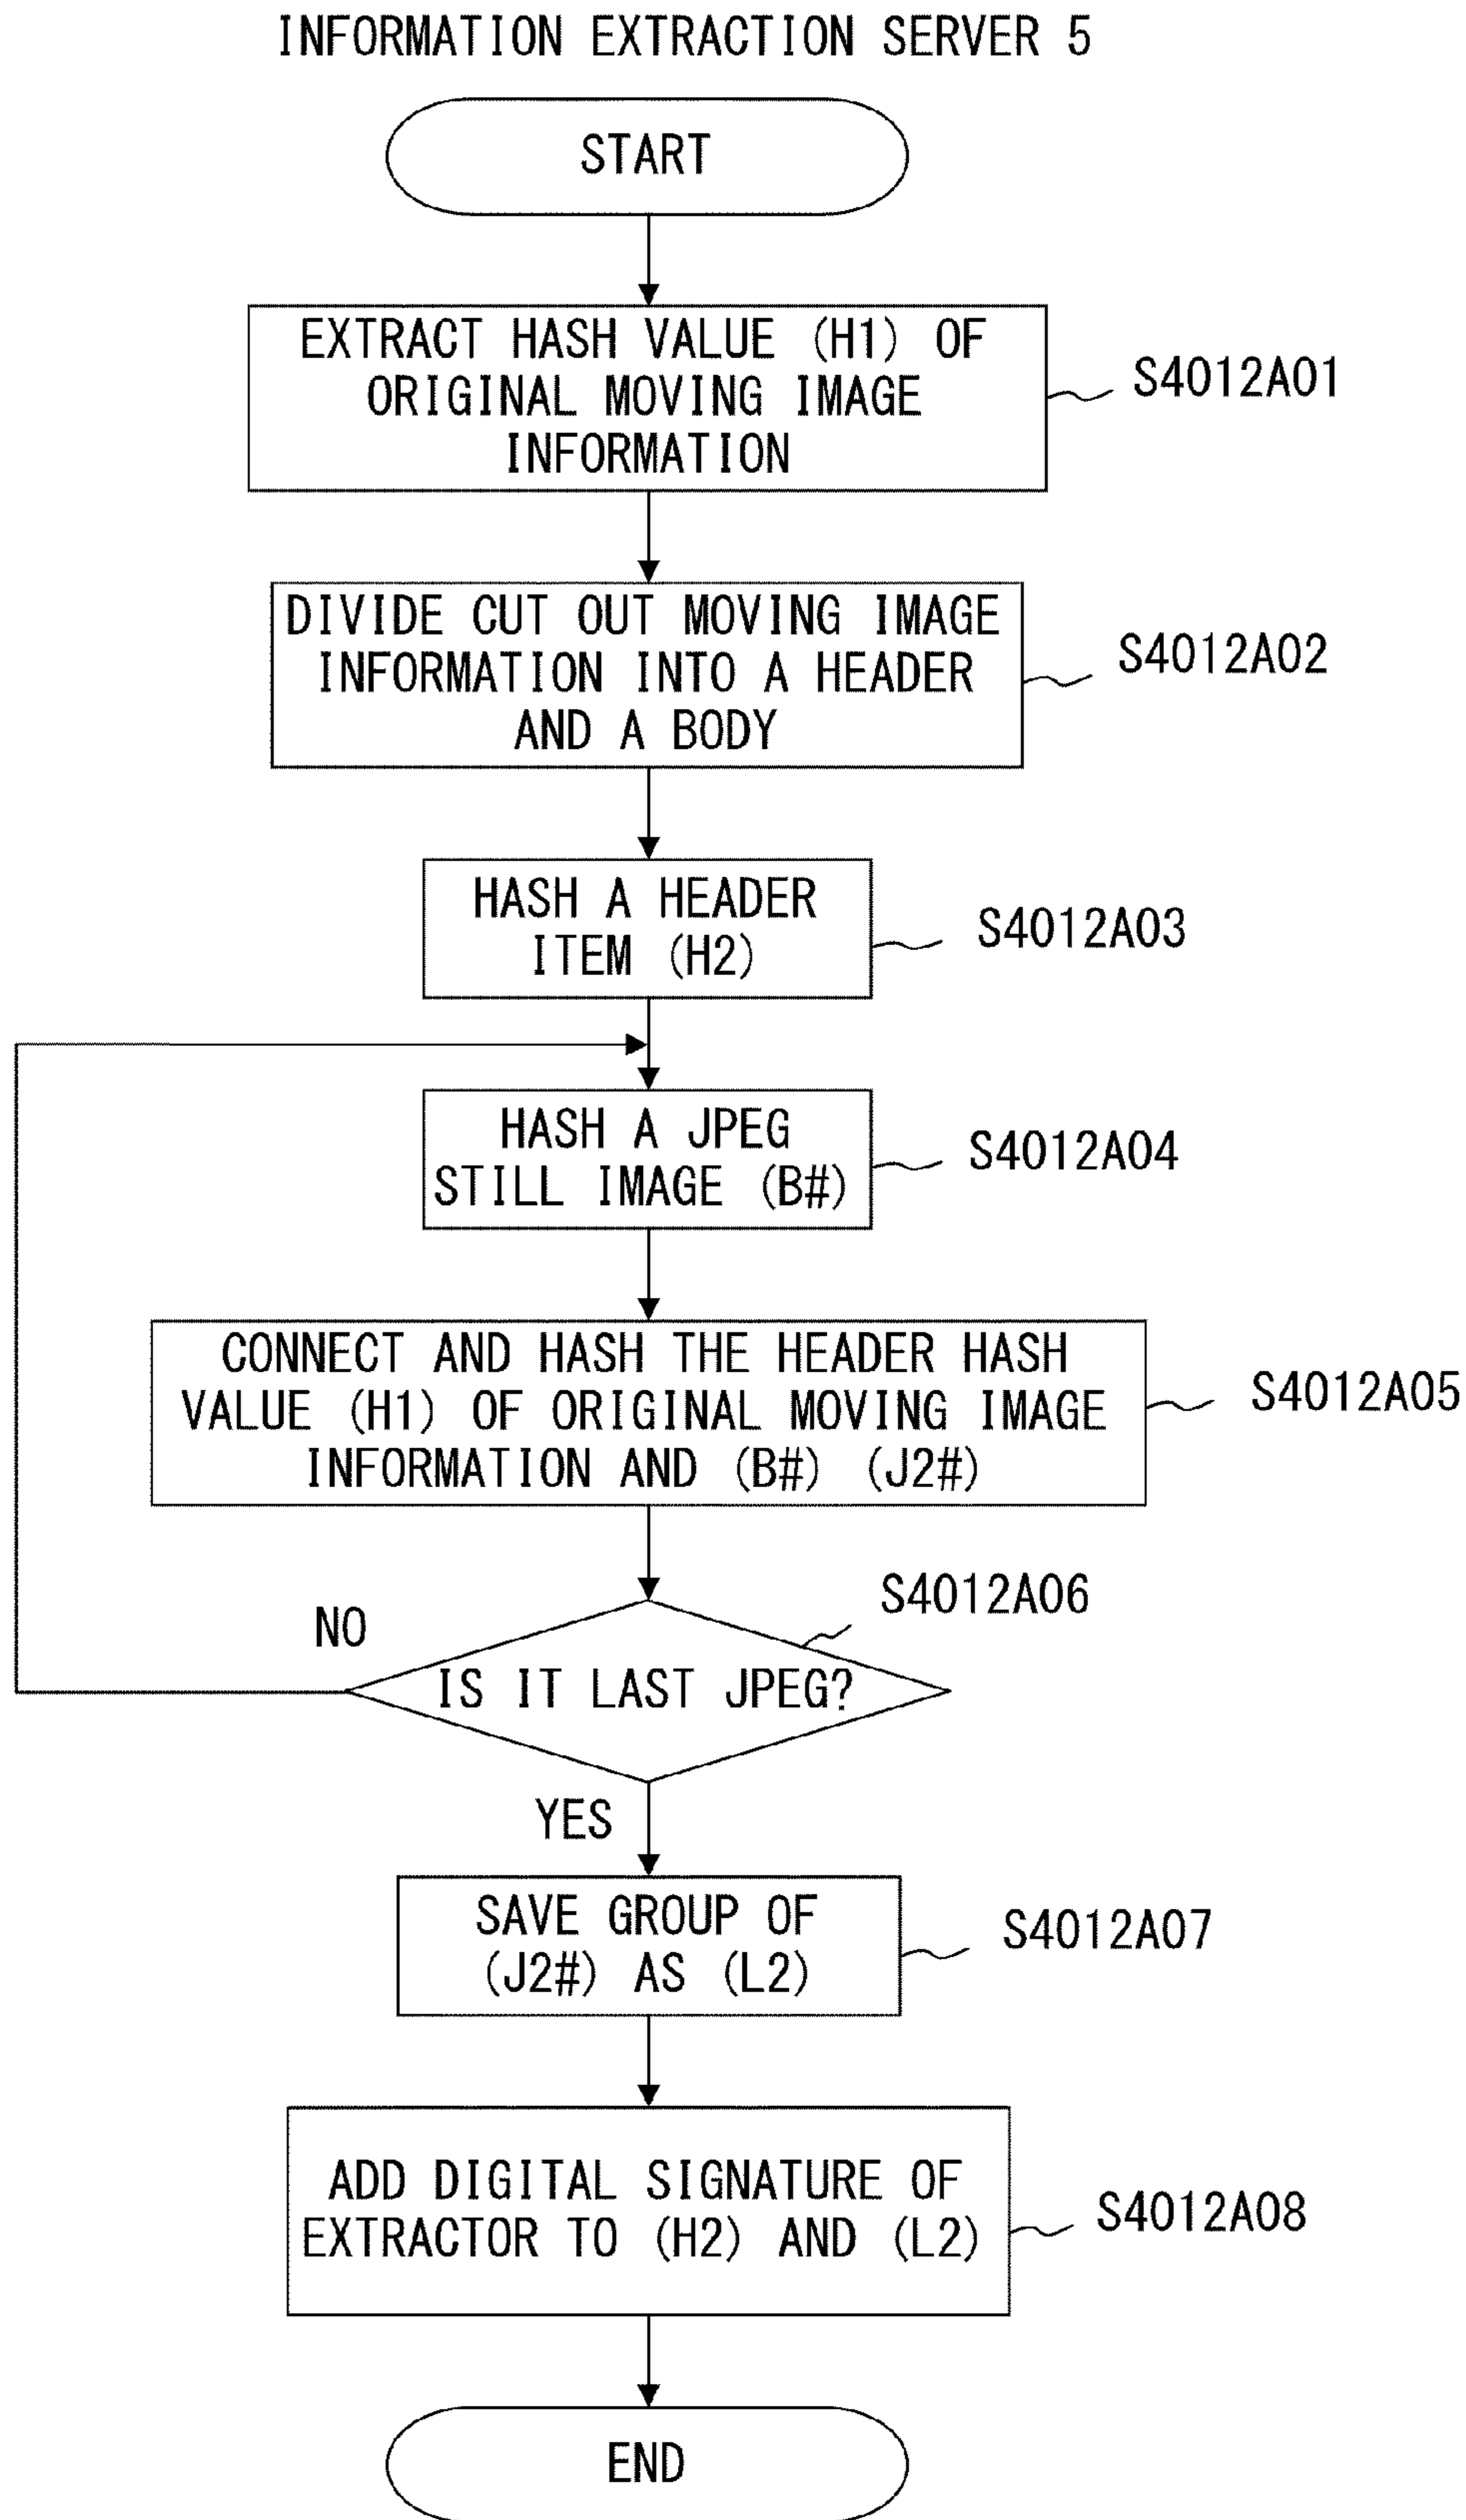 INFORMATION EXTRACTION SERVER 5
START
EXTRACT HASH VALUE (H1) OF
ORIGINAL MOVING IMAGE
INFORMATION
S4012A01
DIVIDE CUT OUT MOVING IMAGE
INFORMATION INTO A HEADER
AND A BODY
S4012A02
HASH A HEADER
ITEM (H2)
S4012A03
HASH A JPEG
STILL IMAGE (B#)
S4012A04
CONNECT AND HASH THE HEADER HASH
VALUE (H1) OF ORIGINAL MOVING IMAGE
INFORMATION AND (B#) (J2#)
S4012A05
S4012A06
NO
IS IT LAST JPEG?
YES
SAVE GROUP OF
(J2#) AS (L2)
S4012A07
ADD DIGITAL SIGNATURE OF
EXTRACTOR TO (H2) AND (L2)
S4012A08
END